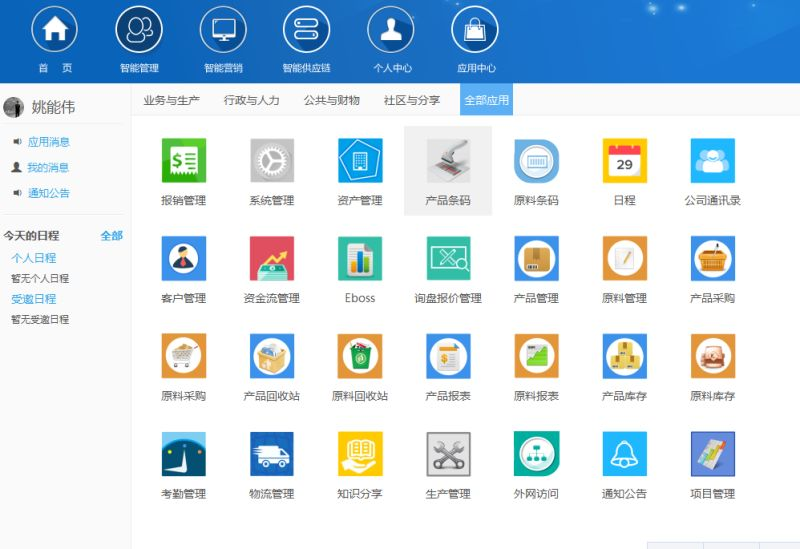 首 页
智能管理
智能营销
智能供应链
个人中心
应用中心
姚能伟
业务与生产
行政与人力
公共与财物
社区与分享
全部应用
应用消息
我的消息
通知公告
今天的日程 全部
个人日程
暂无个人日程
受邀日程
暂无受邀日程
报销管理
系统管理
资产管理
产品条码
原料条码
29
日程
公司通讯录
客户管理
资金流管理
Eboss
询盘报价管理
产品管理
原料管理
产品采购
原料采购
产品回收站
原料回收站
产品报表
原料报表
产品库存
原料库存
考勤管理
物流管理
知识分享
生产管理
外网访问
通知公告
项目管理